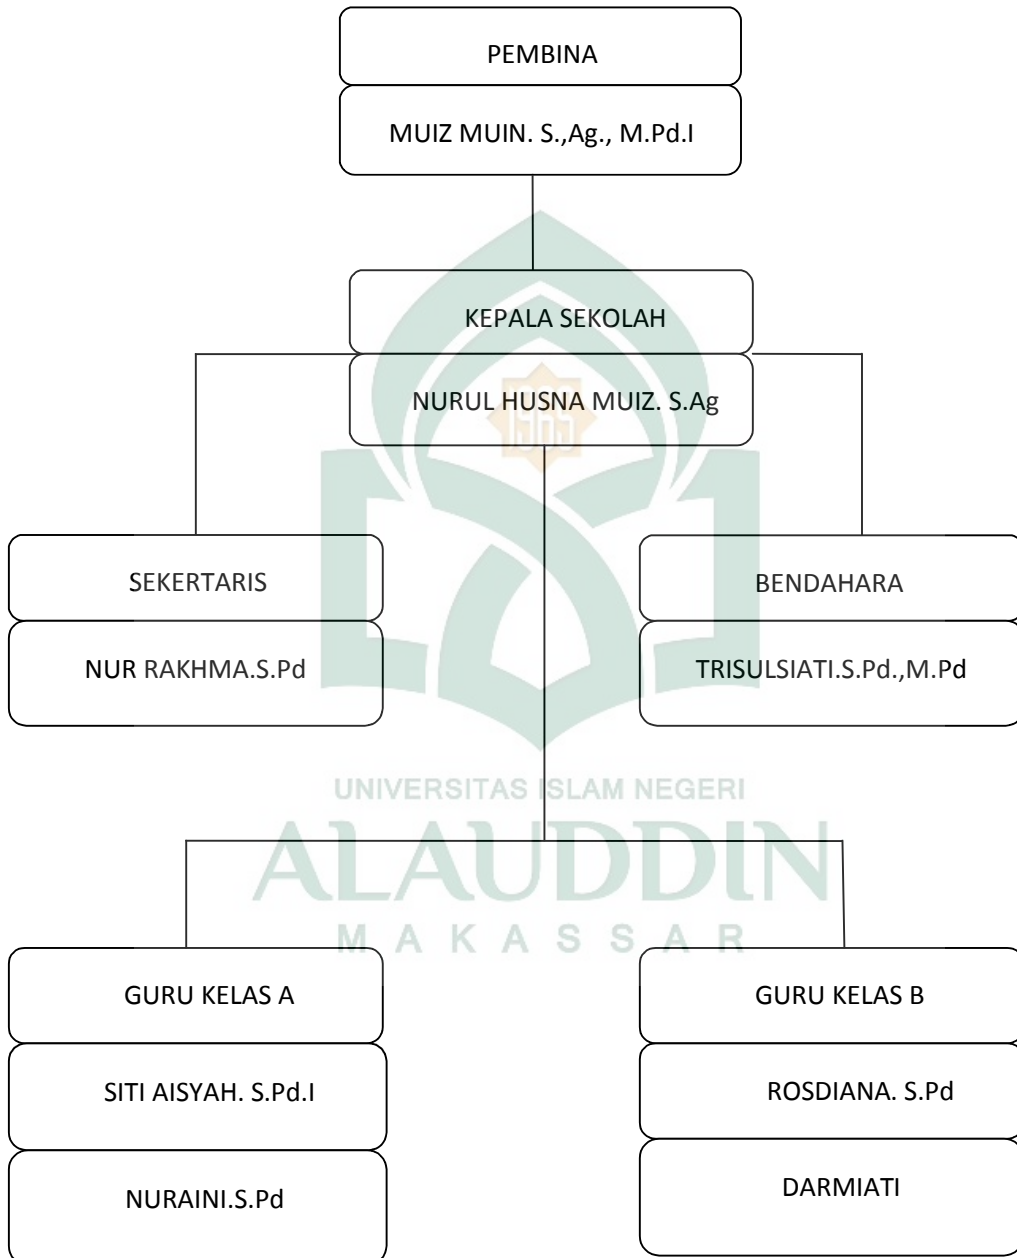 PEMBINA
MUIZ MUIN. S.,Ag., M.Pd.I
KEPALA SEKOLAH
1965
NURUL HUSNA MUIZ. S.Ag
SEKERTARIS
BENDAHARA
NUR RAKHMA.S.Pd
TRISULSIATI.S.Pd.,M.Pd
UNIVERSITAS ISLAM NEGERI
ALAUDDIN
MAKASSAR
GURU KELAS A
GURU KELAS B
SITI AISYAH. S.Pd.I
ROSDIANA. S.Pd
NURAINI.S.Pd
DARMIATI